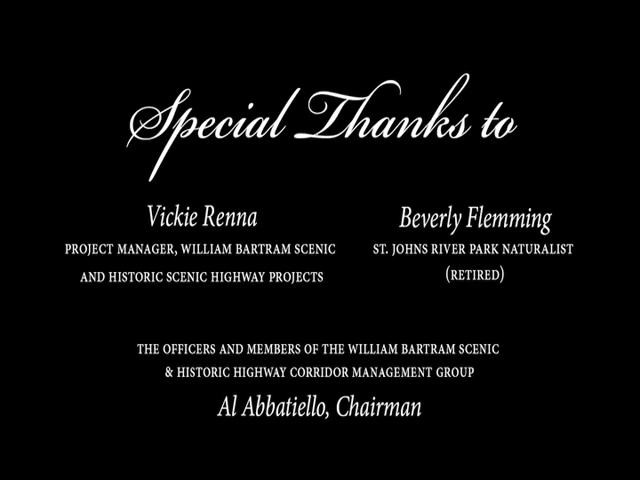 Special Thanks to
Vickie Renna
PROJECT MANAGER, WILLIAM BARTRAM SCENIC
AND HISTORIC SCENIC HIGHWAY PROJECTS
Beverly Flemming
ST. JOHNS RIVER PARK NATURALIST
(RETIRED)
THE OFFICERS AND MEMBERS OF THE WILLIAM BARTRAM SCENIC
& HISTORIC HIGHWAY CORRIDOR MANAGEMENT GROUP
Al Abbatiello, Chairman